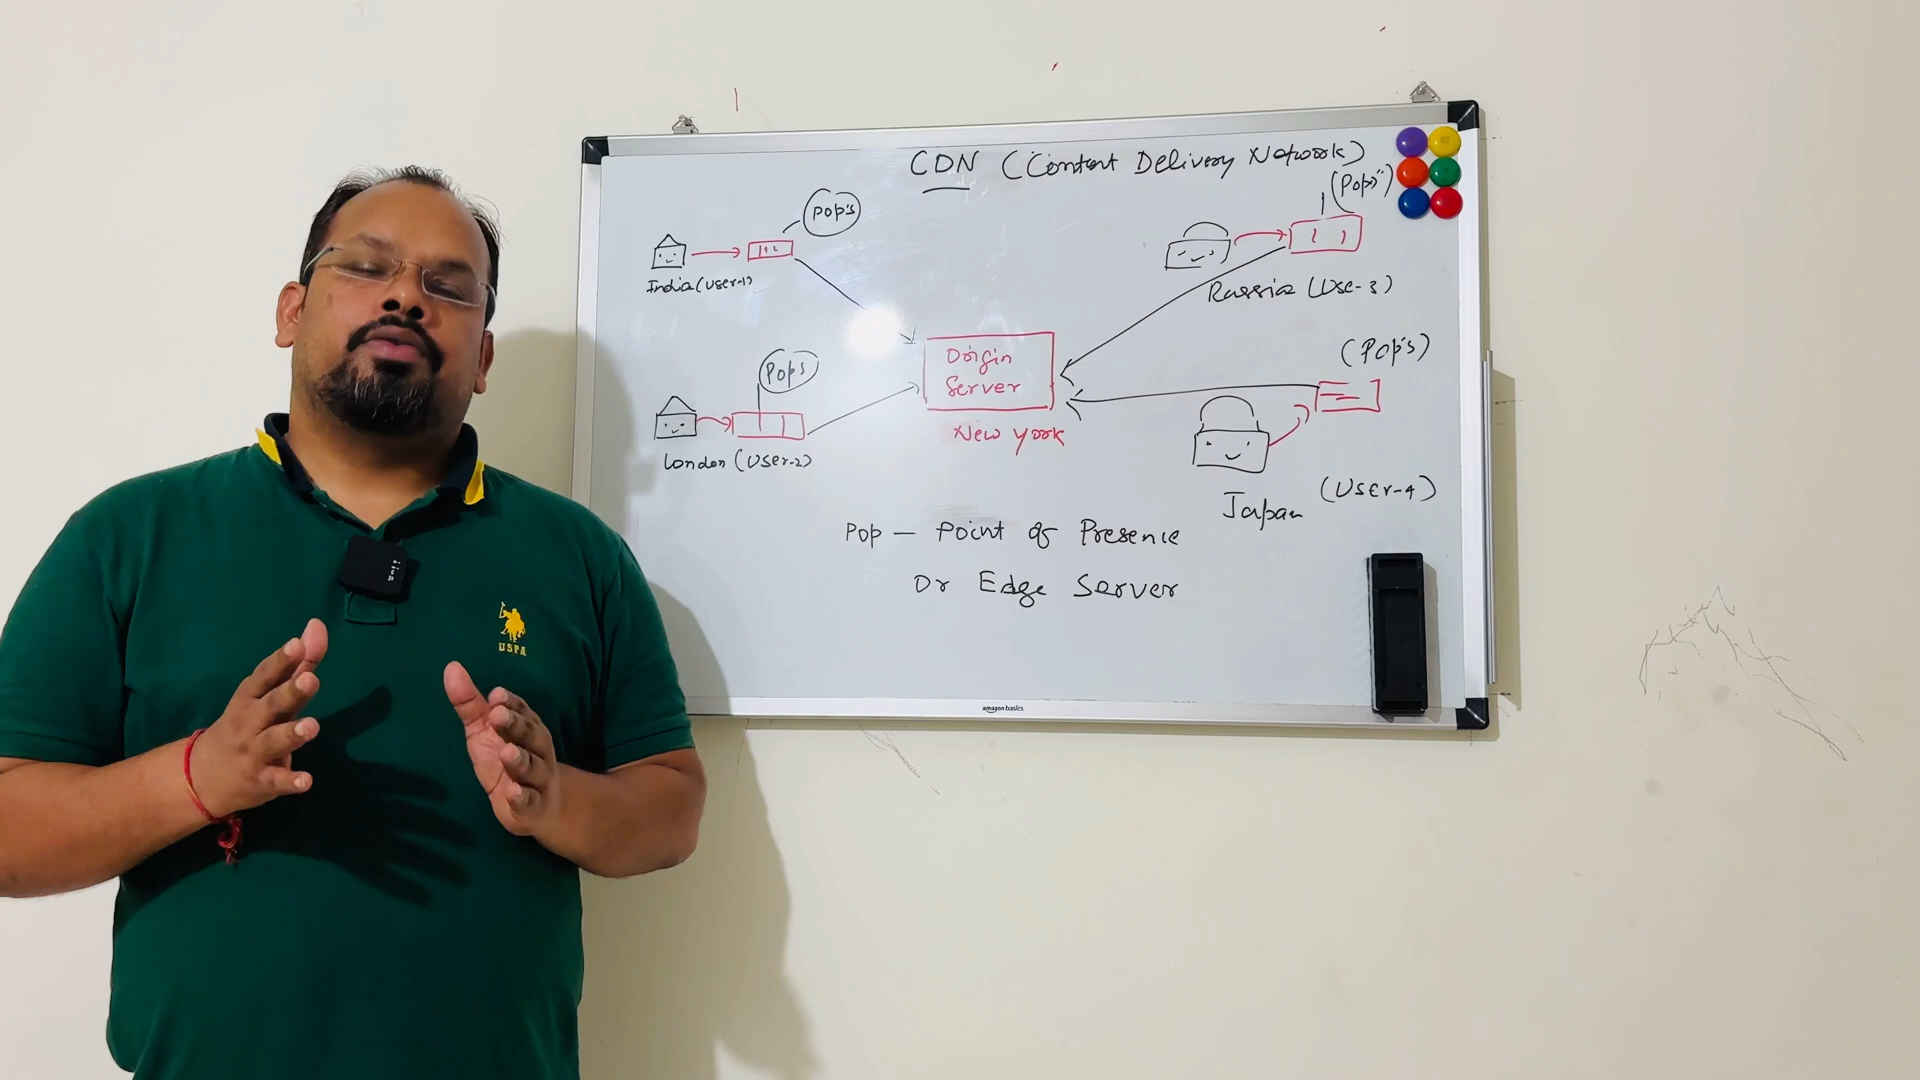 CDN (Content Delivery Network)
Pop's
(Pop's)
India (User-1)
Russia (Use-3)
Origin
Server
New york
Pop's
(Pop's)
London (User-2)
Japan
(User-4)
Pop — Point of Presence
Or Edge Server
amazon basics
USPA